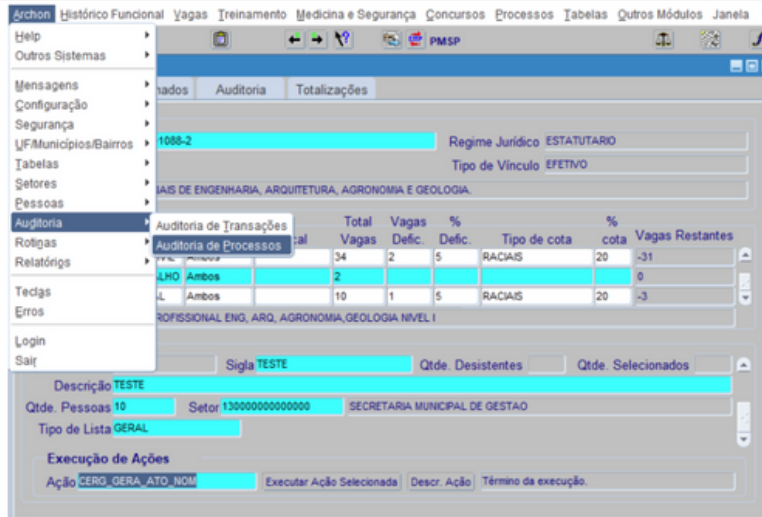 Archon Histórico Funcional Vagas Treinamento Medicina e Segurança Concursos Processos Tabelas Outros Módulos Janela
Help
PMSP
Outros Sistemas
Mensagens
nados Auditoria Totalizações
Configuração
Segurança
UF/Municípios/Bairros
1088-2 Regime Jurídico ESTATUTARIO
Tabelas
Tipo de Vínculo EFETIVO
Setores
IAIS DE ENGENHARIA, ARQUITETURA, AGRONOMIA E GEOLOGIA.
Pessoas
Auditoria
Auditoria de Transações
Auditoria de Processos
Total Vagas % %
cal Vagas Defic. Defic. Tipo de cota cota Vagas Restantes
Rotinas
Ambos 34 2 5 RACIAIS 20 -31
Relatórios
LHO Ambos 2 0
AL Ambos 10 1 5 RACIAIS 20 -3
Teclas
Erros
ROFISSIONAL ENG, ARQ, AGRONOMIA,GEOLOGIA NIVEL I
Login
Sair
Sigla TESTE Qtde. Desistentes Qtde. Selecionados
Descrição TESTE
Qtde. Pessoas 10 Setor 130000000000000 SECRETARIA MUNICIPAL DE GESTAO
Tipo de Lista GERAL
Execução de Ações
Ação CERG_GERA_ATO_NOM Executar Ação Selecionada Descr. Ação Término da execução.